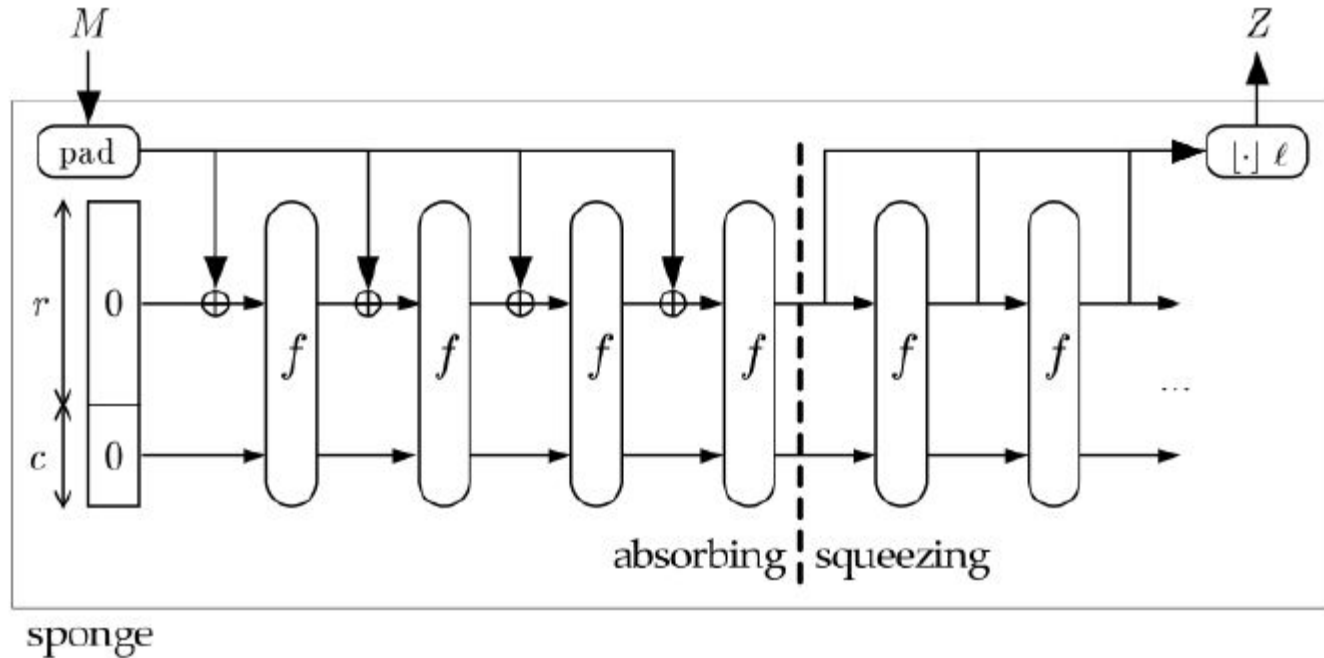 M Z
pad ⌊·⌋ ℓ
r 0 f f f f f f
c 0 ...
absorbing squeezing
sponge